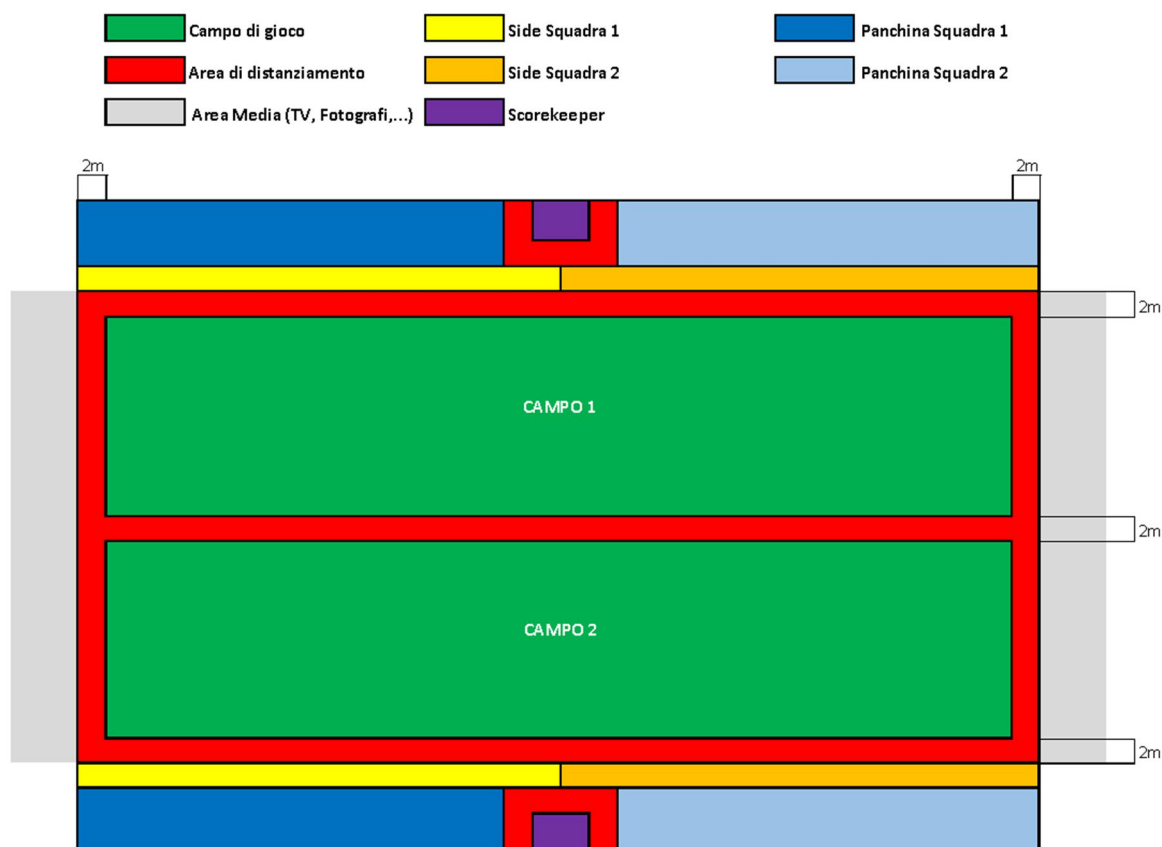 Campo di gioco
Side Squadra 1
Panchina Squadra 1
Area di distanziamento
Side Squadra 2
Panchina Squadra 2
Area Media (TV, Fotografi,...)
Scorekeeper
2m
2m
2m
CAMPO 1
2m
CAMPO 2
2m